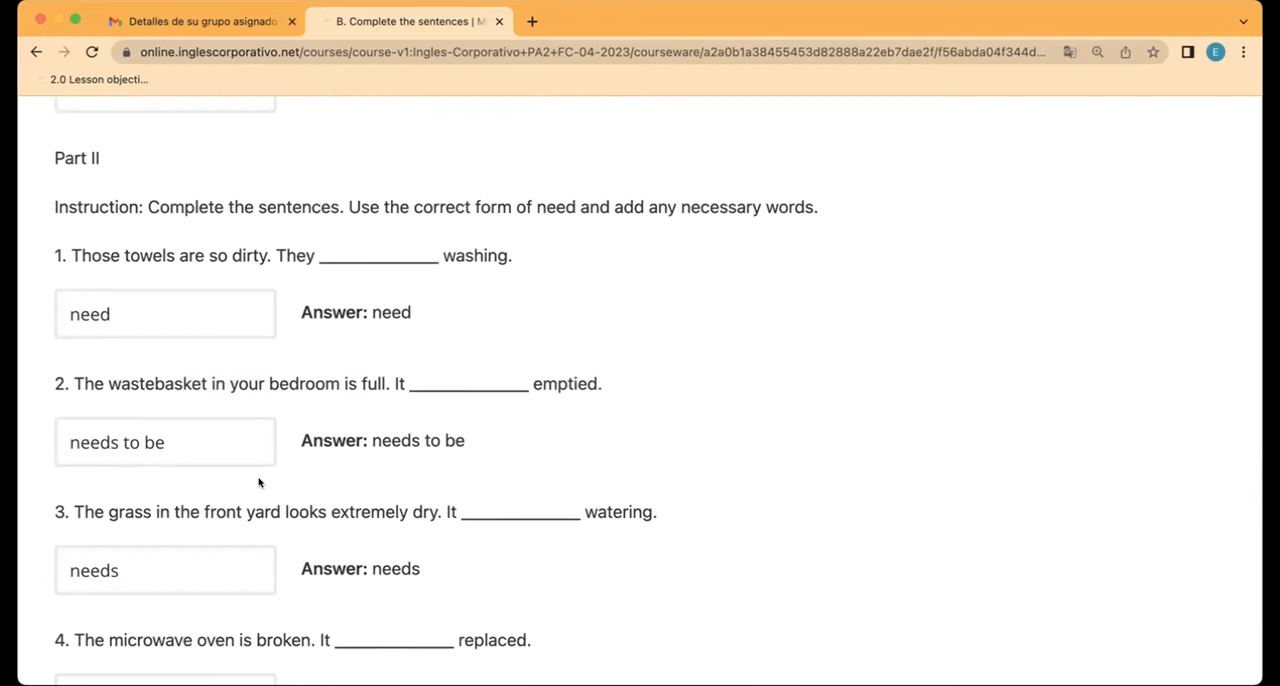 Detalles de su grupo asignado
B. Complete the sentences | M
online.inglescorporativo.net/courses/course-v1:Ingles-Corporativo+PA2+FC-04-2023/courseware/a2a0b1a38455453d82888a22eb7dae2f/f56abda04f344d...
E
2.0 Lesson objecti...
Part II
Instruction: Complete the sentences. Use the correct form of need and add any necessary words.
1. Those towels are so dirty. They _____________ washing.
need
Answer: need
2. The wastebasket in your bedroom is full. It _____________ emptied.
needs to be
Answer: needs to be
3. The grass in the front yard looks extremely dry. It _____________ watering.
needs
Answer: needs
4. The microwave oven is broken. It _____________ replaced.